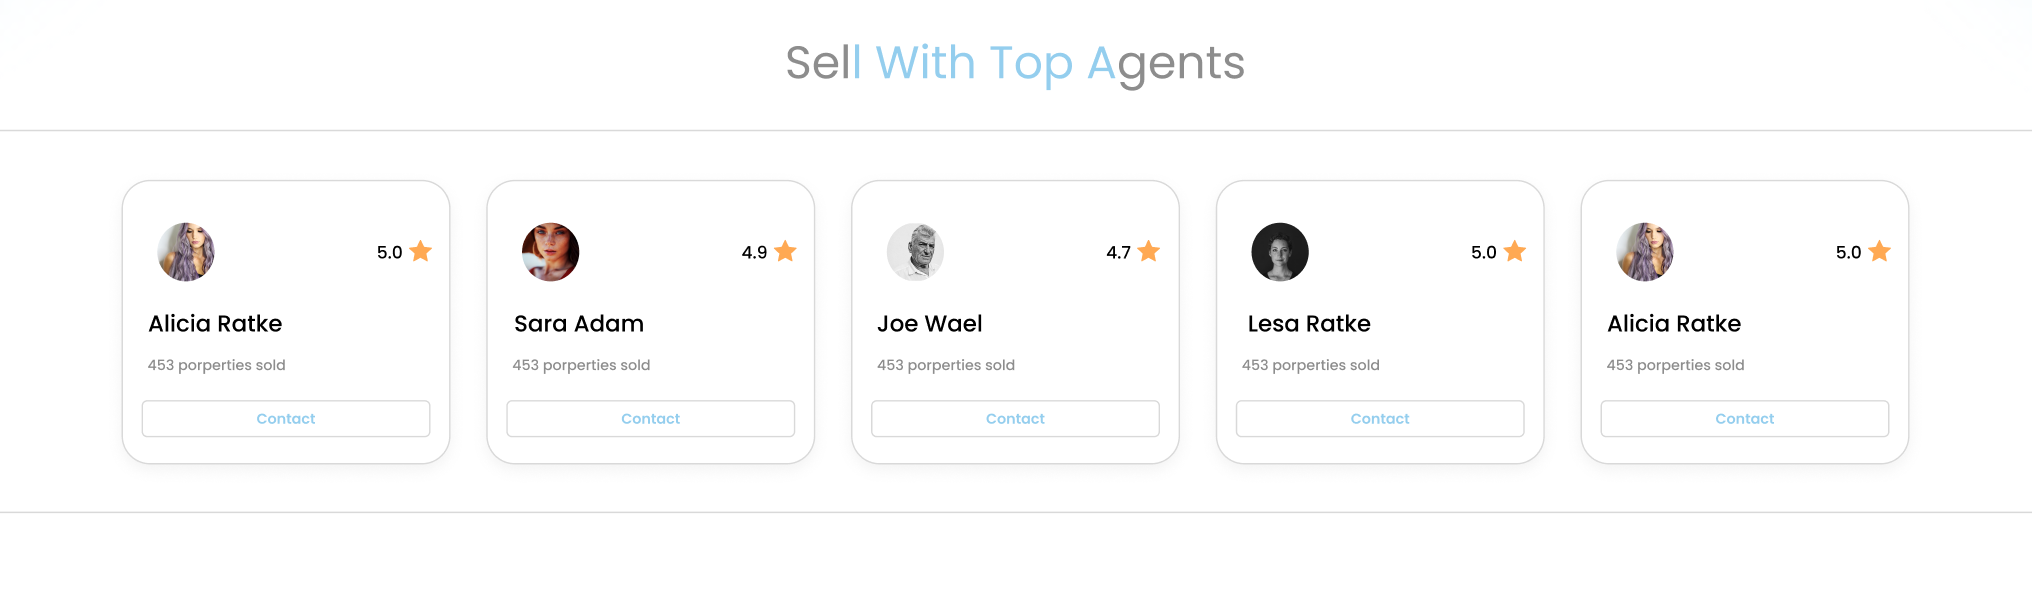 Sell With Top Agents
5.0
4.9
4.7
5.0
5.0
Alicia Ratke
Sara Adam
Joe Wael
Lesa Ratke
Alicia Ratke
453 porperties sold
453 porperties sold
453 porperties sold
453 porperties sold
453 porperties sold
Contact
Contact
Contact
Contact
Contact